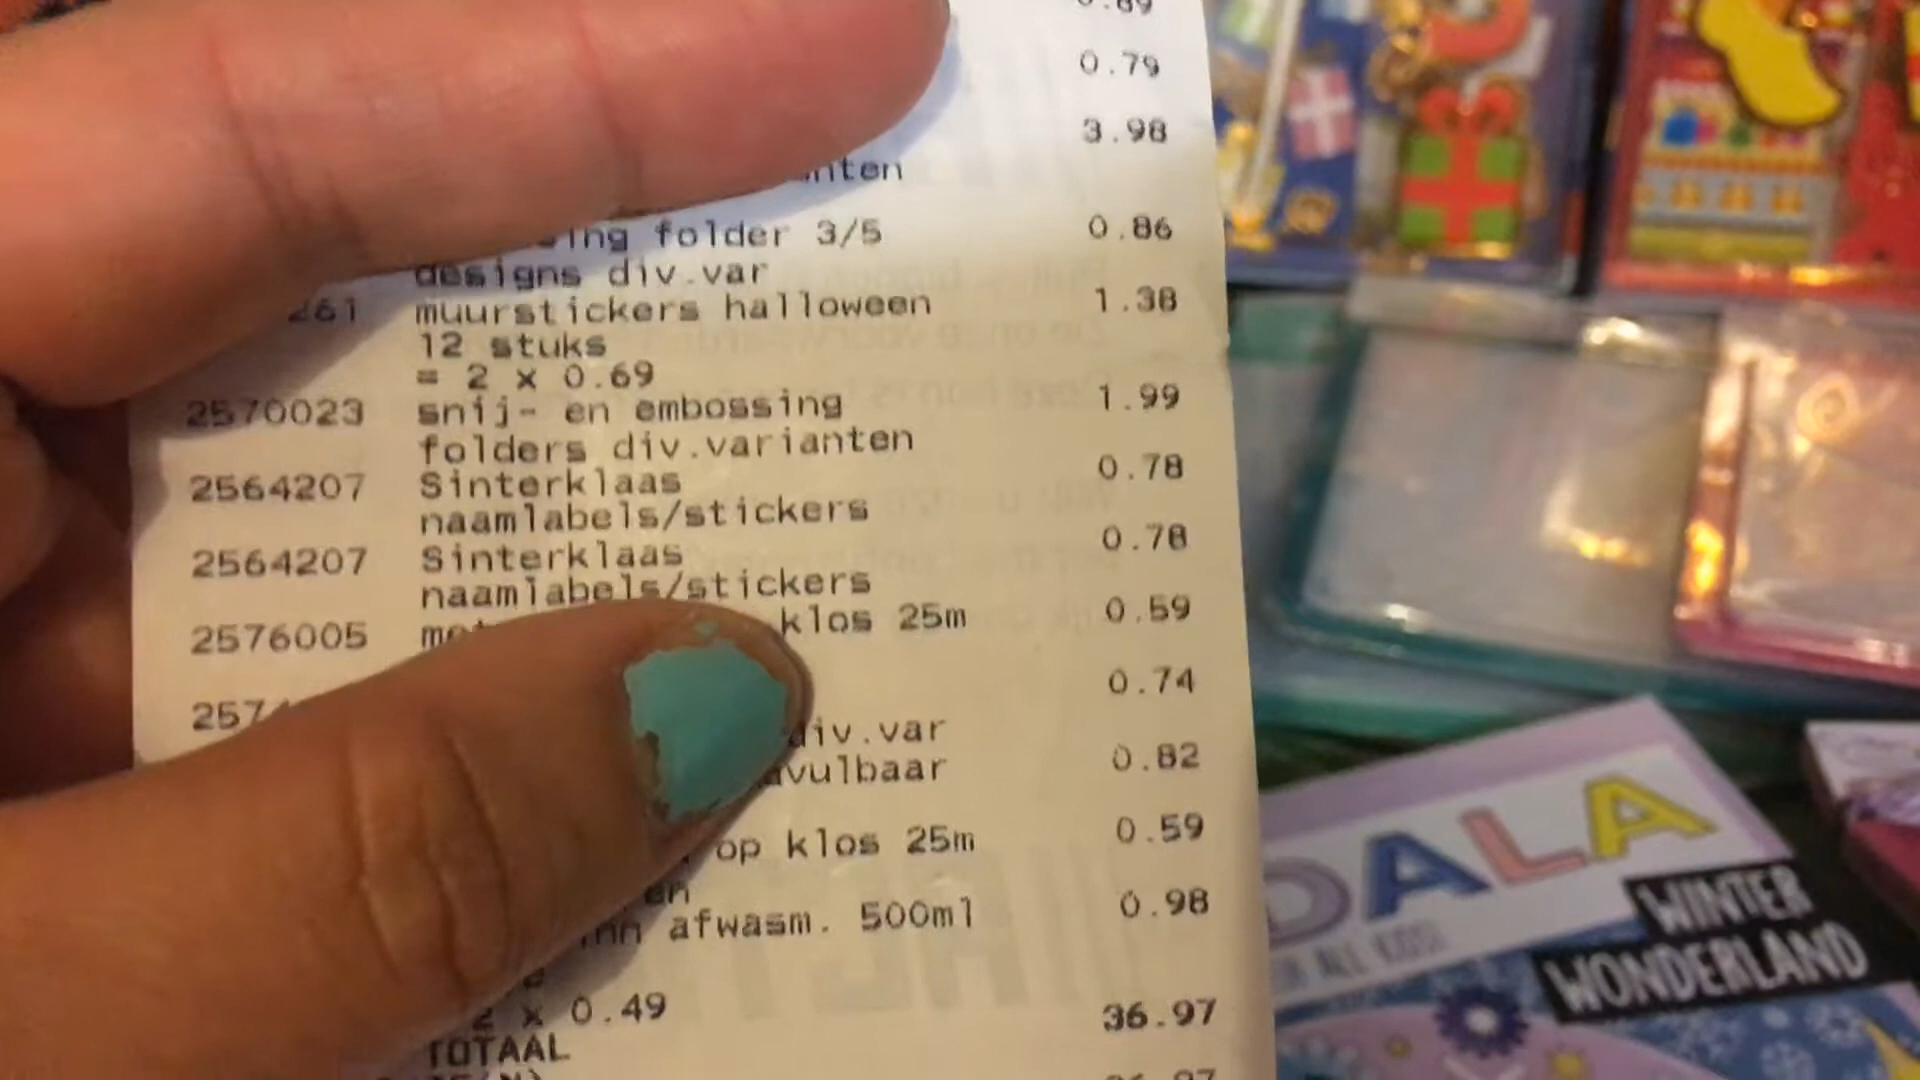 0.79
3.98
folder 3/5 0.86
designs div.var
261 muurstickers halloween 1.38
12 stuks
= 2 x 0.69
2570023 snij- en embossing 1.99
folders div.varianten
2564207 Sinterklaas 0.78
naamlabels/stickers
2564207 Sinterklaas 0.78
naamlabels/stickers
2576005 klos 25m 0.59
0.74
div.var
0.82
op klos 25m 0.59
afwasm. 500ml 0.98
2 x 0.49
TOTAAL 36.97
WINTER
WONDERLAND
ALL KIDS!